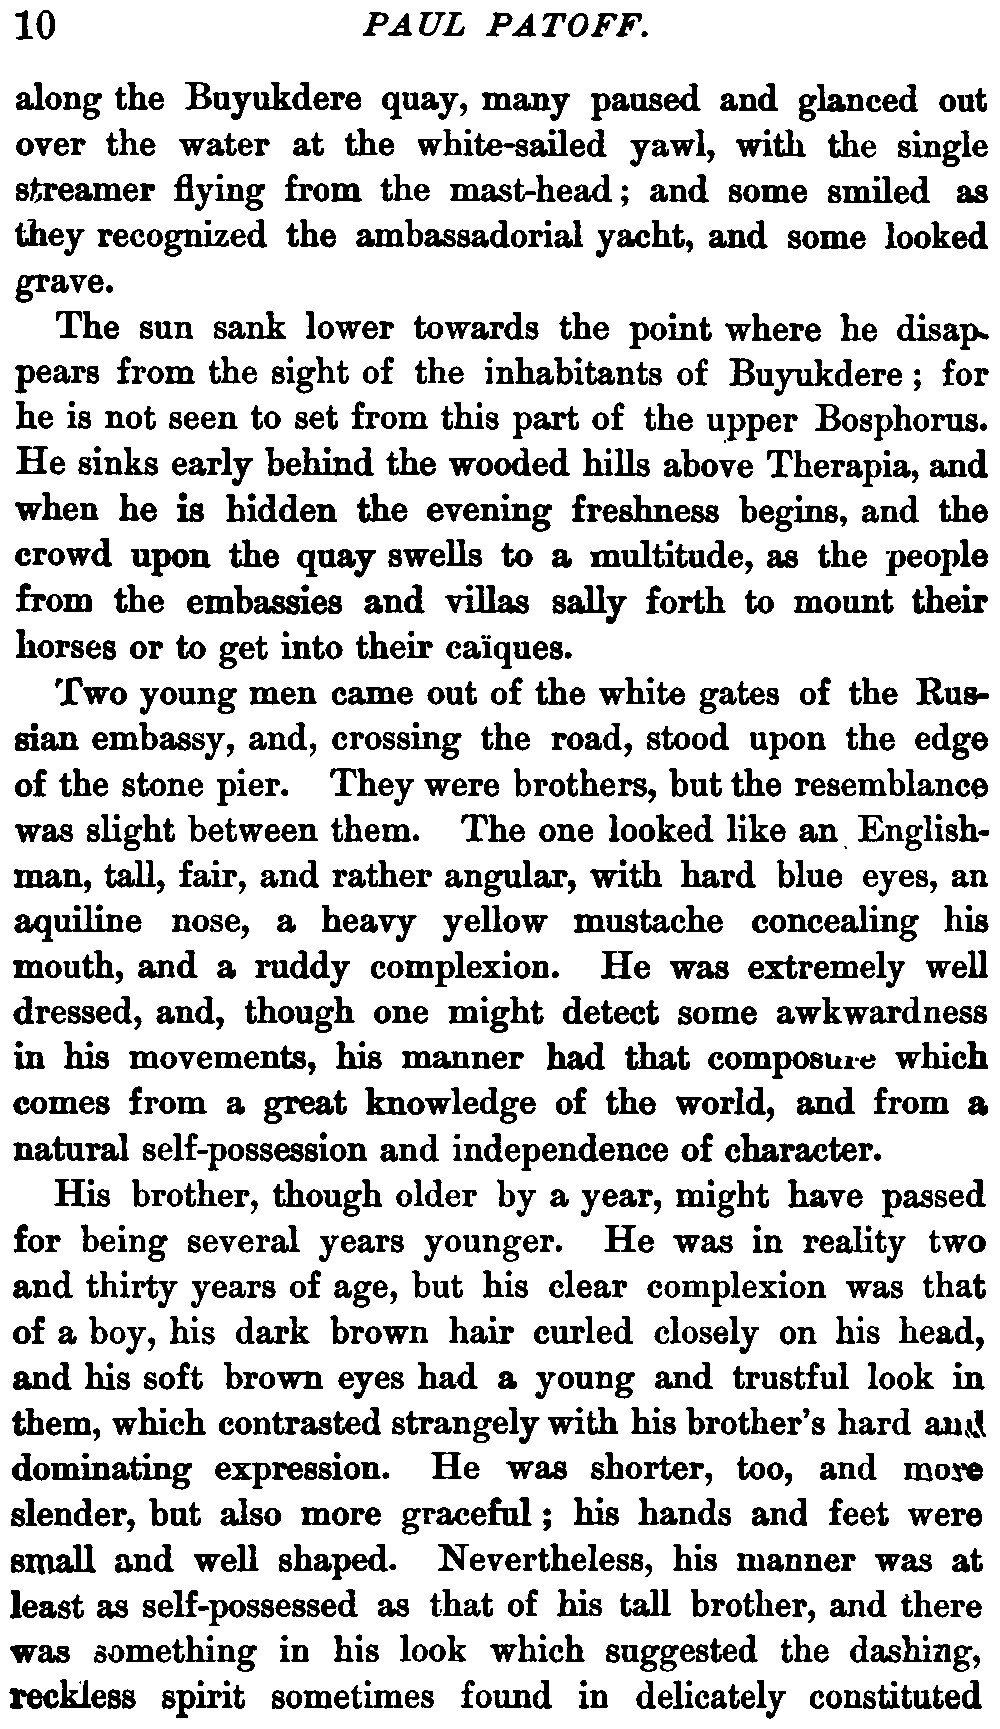 10 PAUL PATOFF.
along the Buyukdere quay, many paused and glanced out
over the water at the white-sailed yawl, with the single
streamer flying from the mast-head; and some smiled as
they recognized the ambassadorial yacht, and some looked
grave.
The sun sank lower towards the point where he disap-
pears from the sight of the inhabitants of Buyukdere; for
he is not seen to set from this part of the upper Bosphorus.
He sinks early behind the wooded hills above Therapia, and
when he is hidden the evening freshness begins, and the
crowd upon the quay swells to a multitude, as the people
from the embassies and villas sally forth to mount their
horses or to get into their caïques.
Two young men came out of the white gates of the Rus-
sian embassy, and, crossing the road, stood upon the edge
of the stone pier. They were brothers, but the resemblance
was slight between them. The one looked like an English-
man, tall, fair, and rather angular, with hard blue eyes, an
aquiline nose, a heavy yellow mustache concealing his
mouth, and a ruddy complexion. He was extremely well
dressed, and, though one might detect some awkwardness
in his movements, his manner had that composure which
comes from a great knowledge of the world, and from a
natural self-possession and independence of character.
His brother, though older by a year, might have passed
for being several years younger. He was in reality two
and thirty years of age, but his clear complexion was that
of a boy, his dark brown hair curled closely on his head,
and his soft brown eyes had a young and trustful look in
them, which contrasted strangely with his brother's hard and
dominating expression. He was shorter, too, and more
slender, but also more graceful; his hands and feet were
small and well shaped. Nevertheless, his manner was at
least as self-possessed as that of his tall brother, and there
was something in his look which suggested the dashing,
reckless spirit sometimes found in delicately constituted